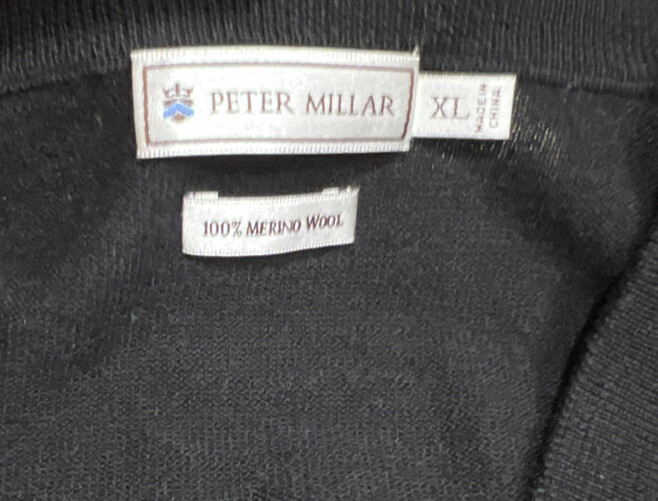 PETER MILLAR
XL
MADE IN
CHINA
100% MERINO WOOL